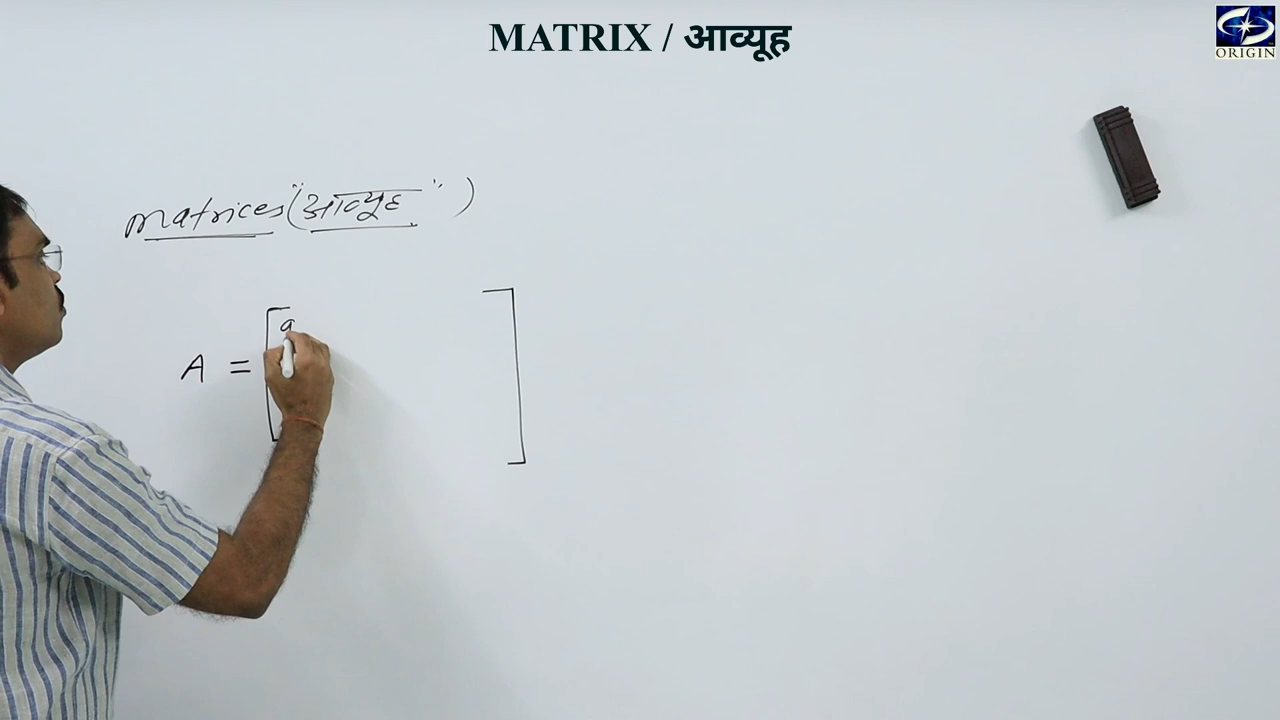 MATRIX / आव्यूह
ORIGIN
matrices ("आव्यूह")
A = [ a ]